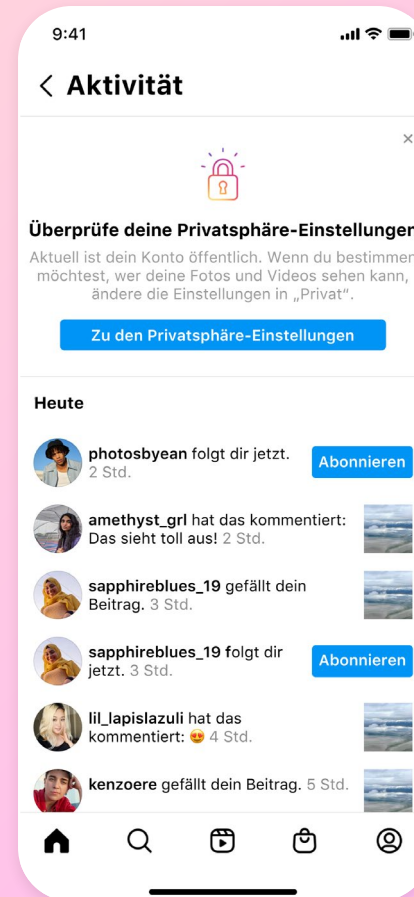 9:41
Aktivität
Überprüfe deine Privatsphäre-Einstellungen
Aktuell ist dein Konto öffentlich. Wenn du bestimmen
möchtest, wer deine Fotos und Videos sehen kann,
ändere die Einstellungen in „Privat“.
Zu den Privatsphäre-Einstellungen
Heute
photosbyean folgt dir jetzt.
2 Std.
Abonnieren
amethyst_grl hat das kommentiert:
Das sieht toll aus! 2 Std.
sapphireblues_19 gefällt dein
Beitrag. 3 Std.
sapphireblues_19 folgt dir
jetzt. 3 Std.
Abonnieren
lil_lapislazuli hat das
kommentiert: 😍 4 Std.
kenzoere gefällt dein Beitrag. 5 Std.